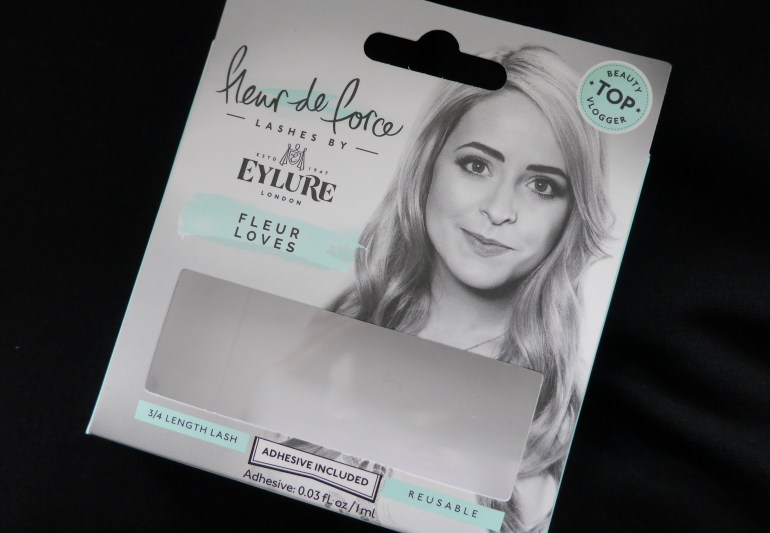 fleur de force
LASHES BY
ESTD 1947
EYLURE
LONDON
FLEUR
LOVES
BEAUTY
TOP
VLOGGER
3/4 LENGTH LASH
ADHESIVE INCLUDED
Adhesive: 0.03 fl. oz/1ml
REUSABLE